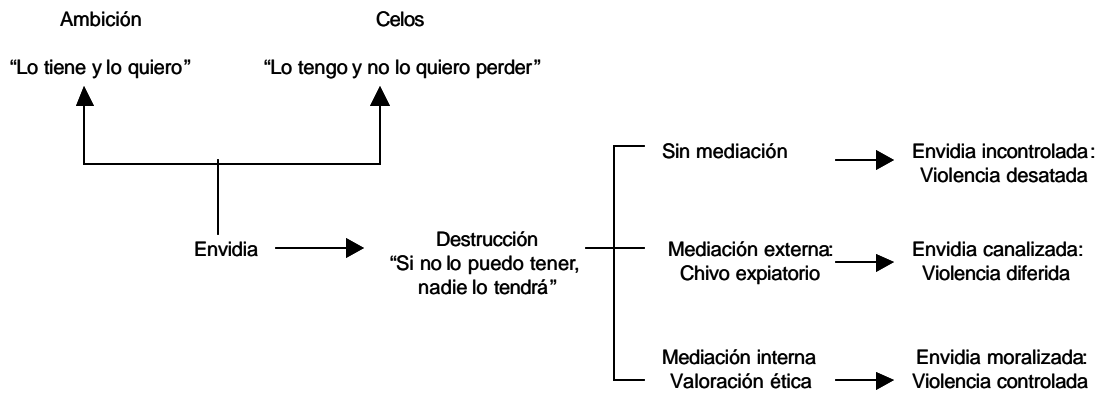 Ambición
Celos
“Lo tiene y lo quiero”
“Lo tengo y no lo quiero perder”
Envidia
Destrucción
“Si no lo puedo tener,
nadie lo tendrá”
Sin mediación
Envidia incontrolada:
Violencia desatada
Mediación externa:
Chivo expiatorio
Envidia canalizada:
Violencia diferida
Mediación interna
Valoración ética
Envidia moralizada:
Violencia controlada